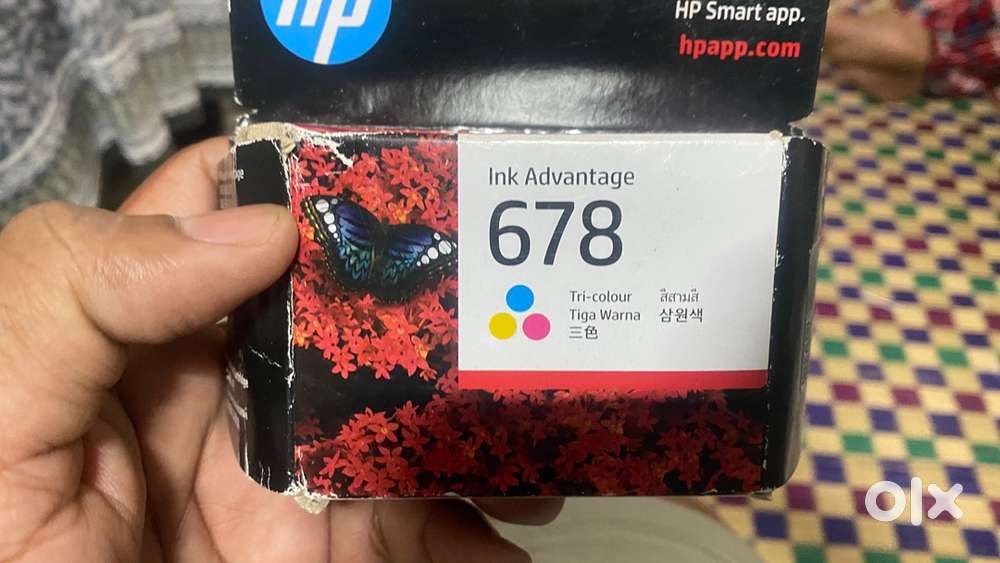 hp
HP Smart app.
hpapp.com
Ink Advantage
678
Tri-colour สีสามสี
Tiga Warna 삼원색
三色
olx